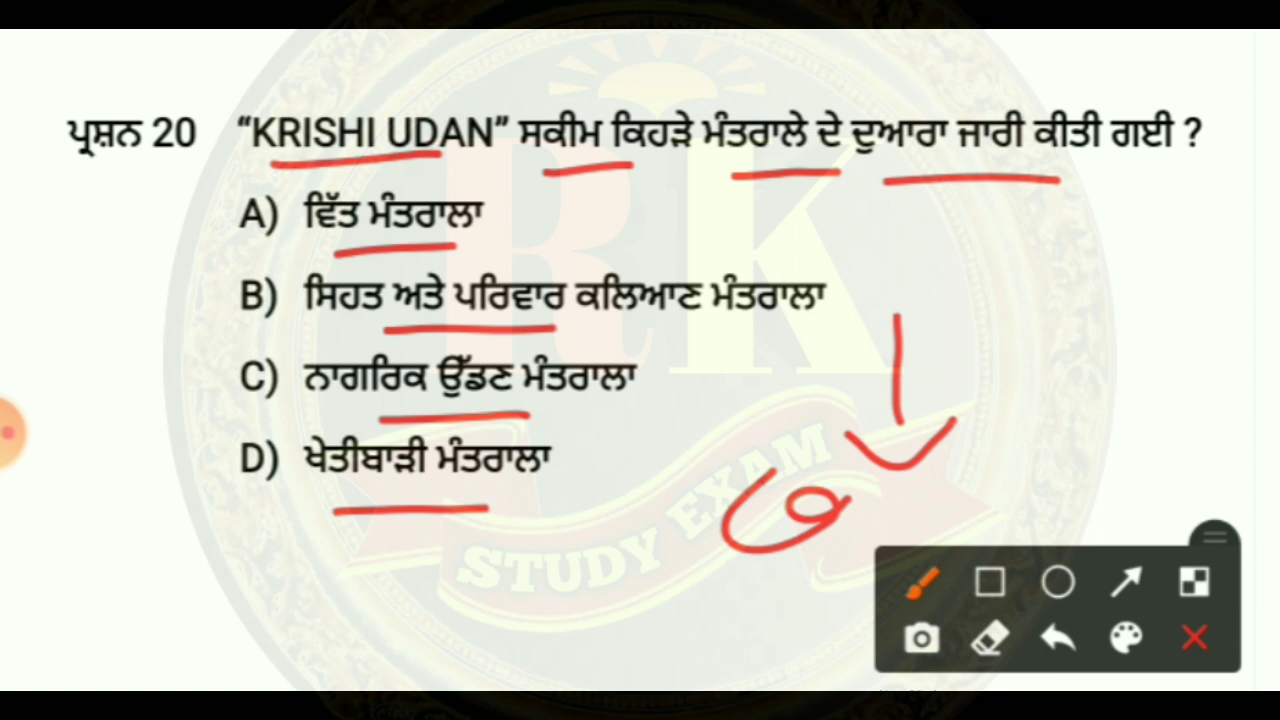 ਪ੍ਰਸ਼ਨ 20 “KRISHI UDAN” ਸਕੀਮ ਕਿਹੜੇ ਮੰਤਰਾਲੇ ਦੇ ਦੁਆਰਾ ਜਾਰੀ ਕੀਤੀ ਗਈ ?
A) ਵਿੱਤ ਮੰਤਰਾਲਾ
B) ਸਿਹਤ ਅਤੇ ਪਰਿਵਾਰ ਕਲਿਆਣ ਮੰਤਰਾਲਾ
C) ਨਾਗਰਿਕ ਉੱਡਣ ਮੰਤਰਾਲਾ
D) ਖੇਤੀਬਾੜੀ ਮੰਤਰਾਲਾ
RK
STUDY EXAM